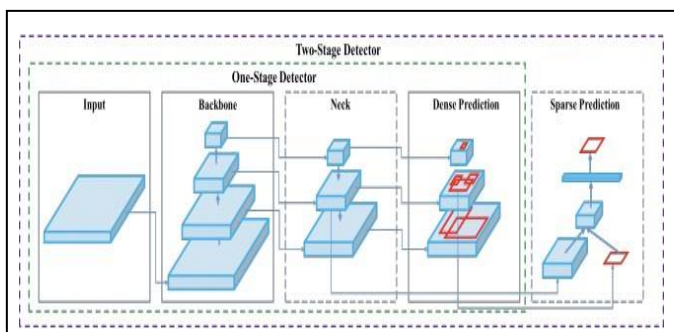 Two-Stage Detector
One-Stage Detector
Input
Backbone
Neck
Dense Prediction
Sparse Prediction